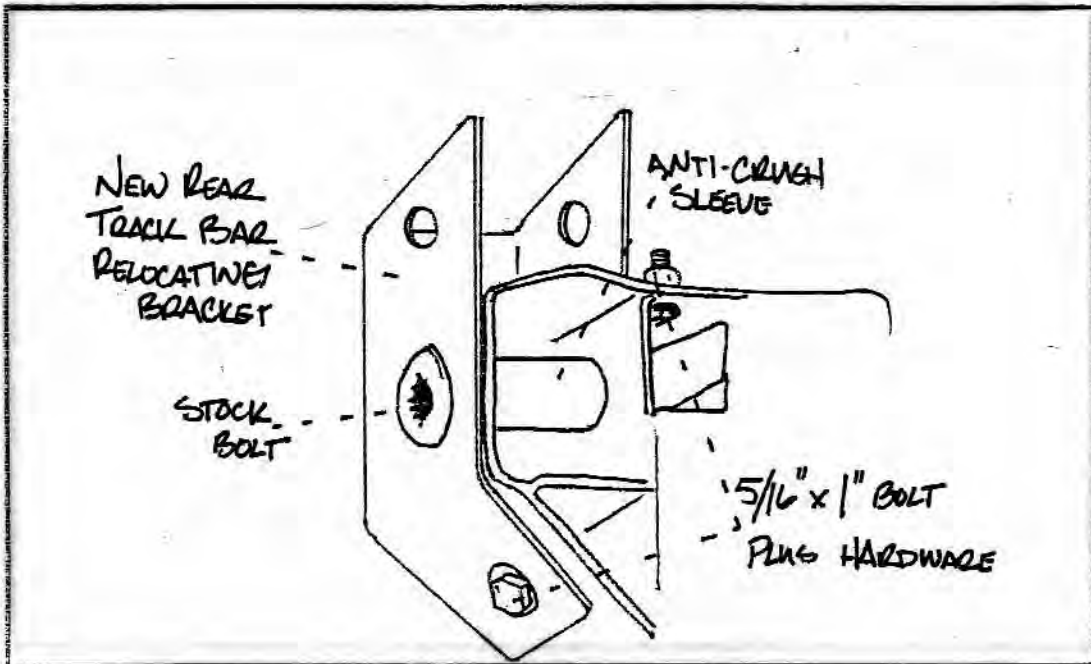 NEW REAR
TRACK BAR
RELOCATING
BRACKET
ANTI-CRUSH
SLEEVE
STOCK
BOLT
5/16" x 1" BOLT
PLUS HARDWARE